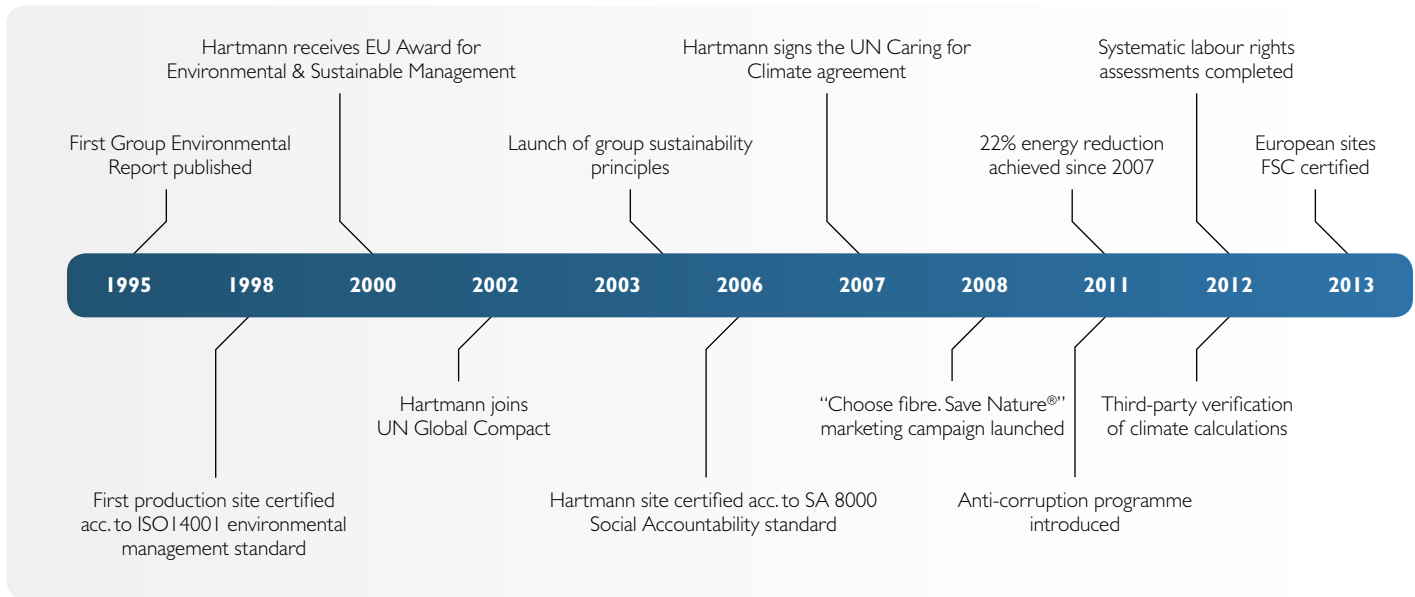 Hartmann receives EU Award for
Environmental & Sustainable Management
Hartmann signs the UN Caring for
Climate agreement
Systematic labour rights
assessments completed
First Group Environmental
Report published
Launch of group sustainability
principles
22% energy reduction
achieved since 2007
European sites
FSC certified
1995 1998 2000 2002 2003 2006 2007 2008 2011 2012 2013
Hartmann joins
UN Global Compact
“Choose fibre. Save Nature®”
marketing campaign launched
Third-party verification
of climate calculations
First production site certified
acc. to ISO14001 environmental
management standard
Hartmann site certified acc. to SA 8000
Social Accountability standard
Anti-corruption programme
introduced